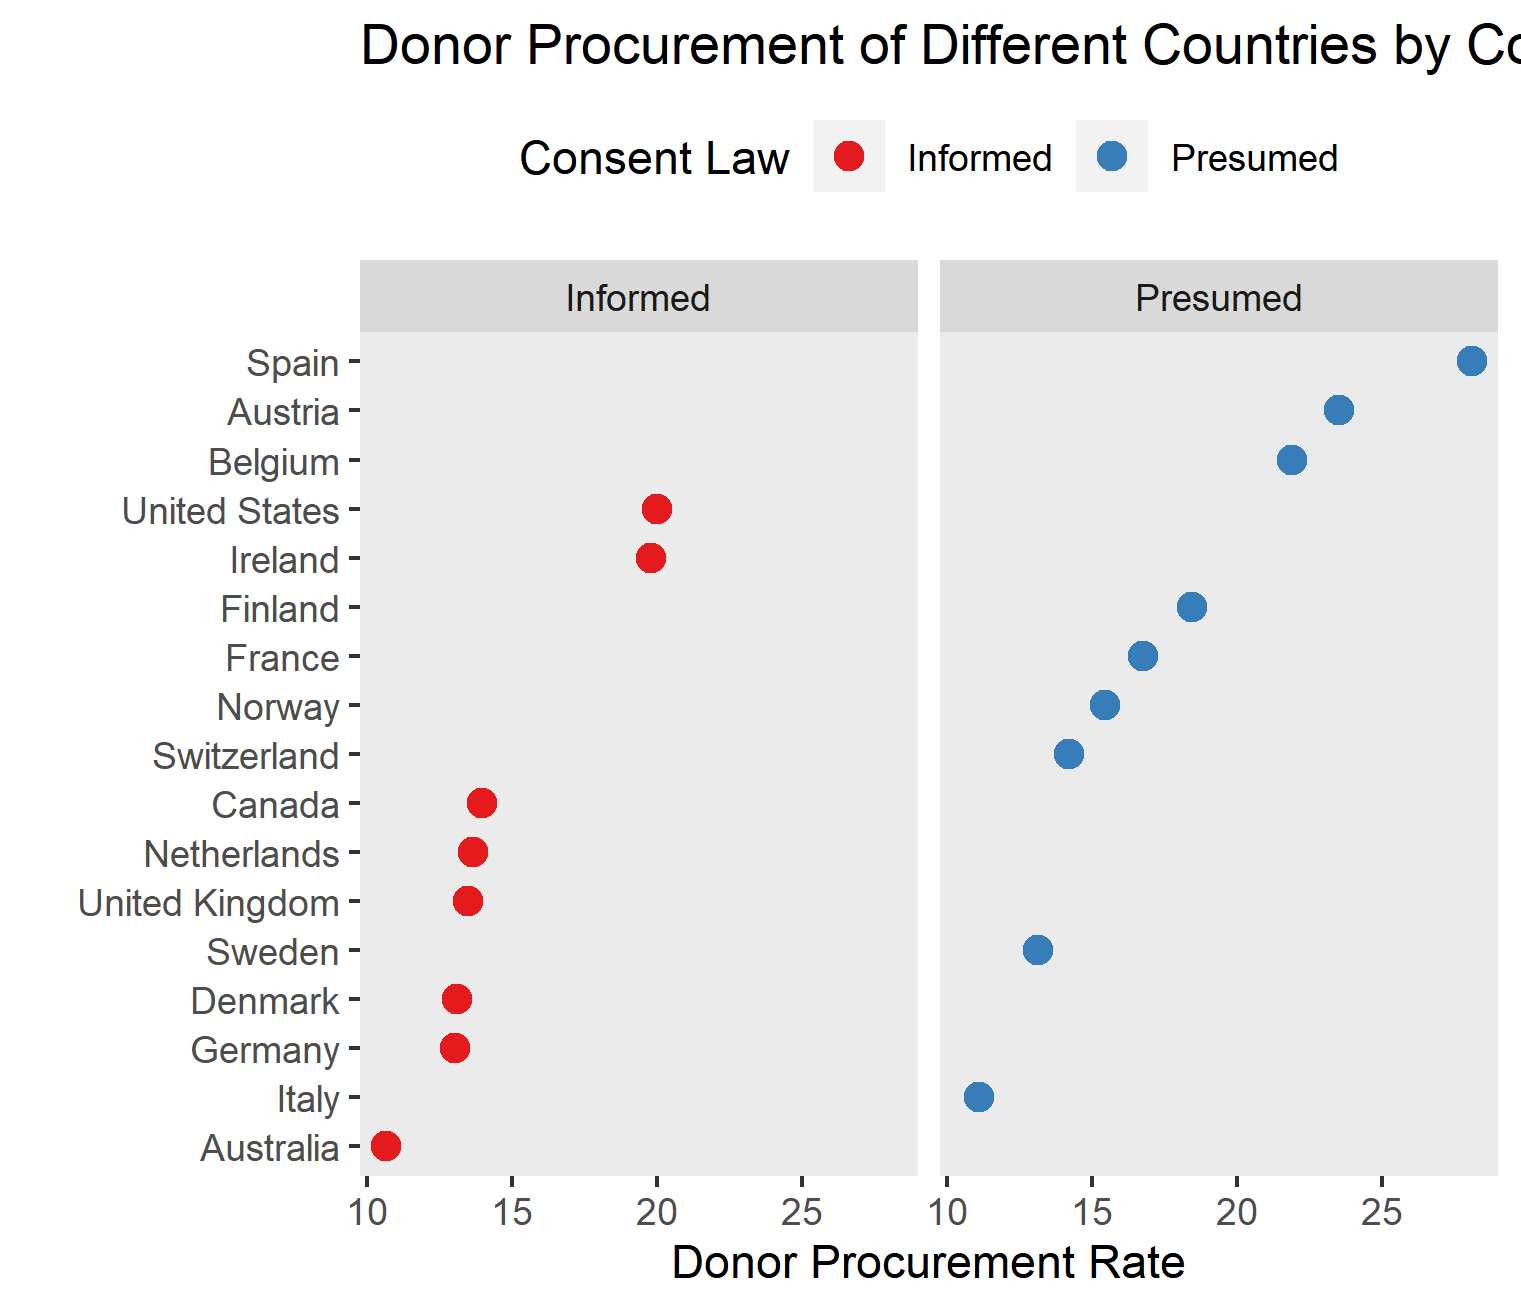 Donor Procurement of Different Countries by Co
Consent Law Informed Presumed
Informed Presumed
Spain
Austria
Belgium
United States
Ireland
Finland
France
Norway
Switzerland
Canada
Netherlands
United Kingdom
Sweden
Denmark
Germany
Italy
Australia
10 15 20 25 10 15 20 25
Donor Procurement Rate